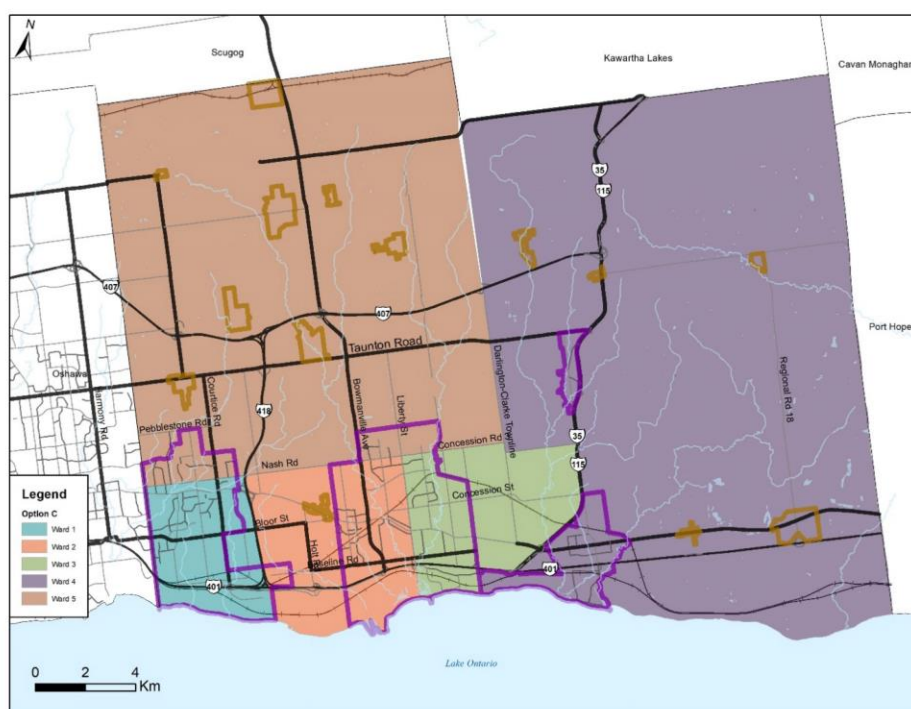 N
Scugog
Kawartha Lakes
Cavan Monaghan
35
115
407
407
Port Hope
Taunton Road
Oshawa
Harmony Rd
Courtice Rd
418
Bowmanville Ave
Liberty St
Darlington-Clarke Townline
Regional Rd 18
Pebblestone Rd
Nash Rd
Concession Rd
35
115
Concession St
Bloor St
Holt
Baseline Rd
401
401
Legend
Option C
Ward 1
Ward 2
Ward 3
Ward 4
Ward 5
Lake Ontario
0 2 4
Km